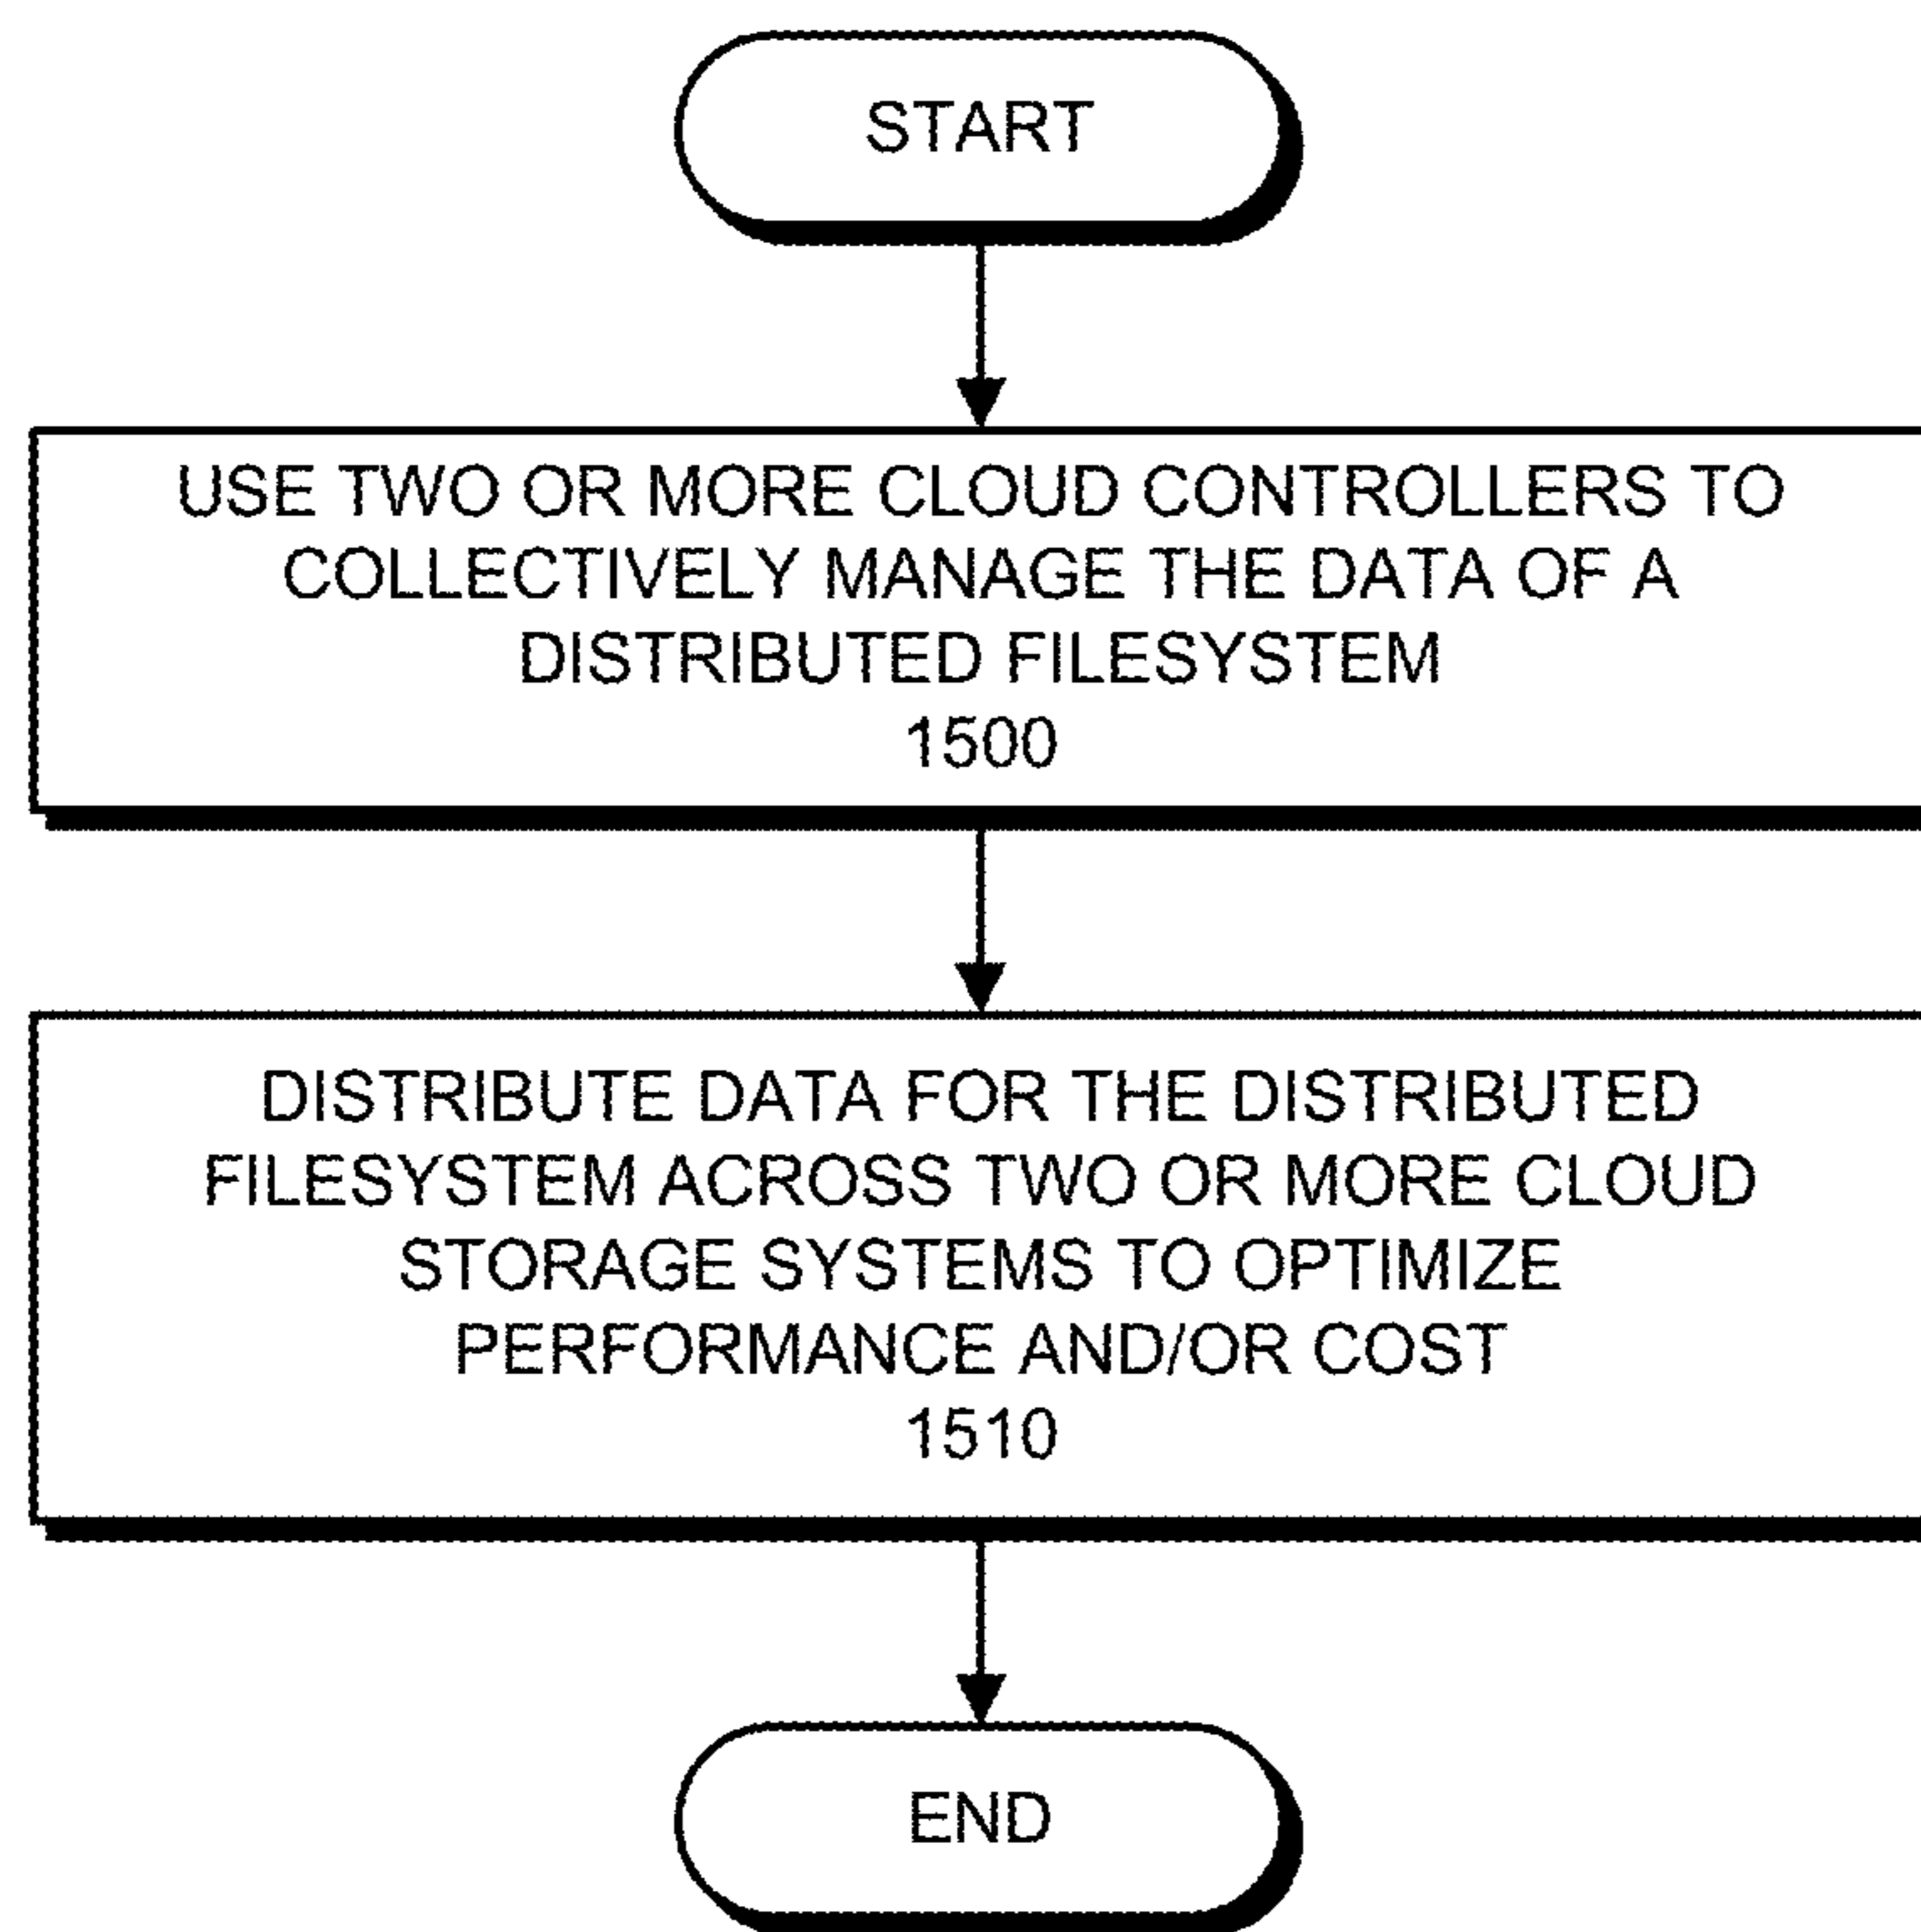 START
USE TWO OR MORE CLOUD CONTROLLERS TO
COLLECTIVELY MANAGE THE DATA OF A
DISTRIBUTED FILESYSTEM
1500
DISTRIBUTE DATA FOR THE DISTRIBUTED
FILESYSTEM ACROSS TWO OR MORE CLOUD
STORAGE SYSTEMS TO OPTIMIZE
PERFORMANCE AND/OR COST
1510
END